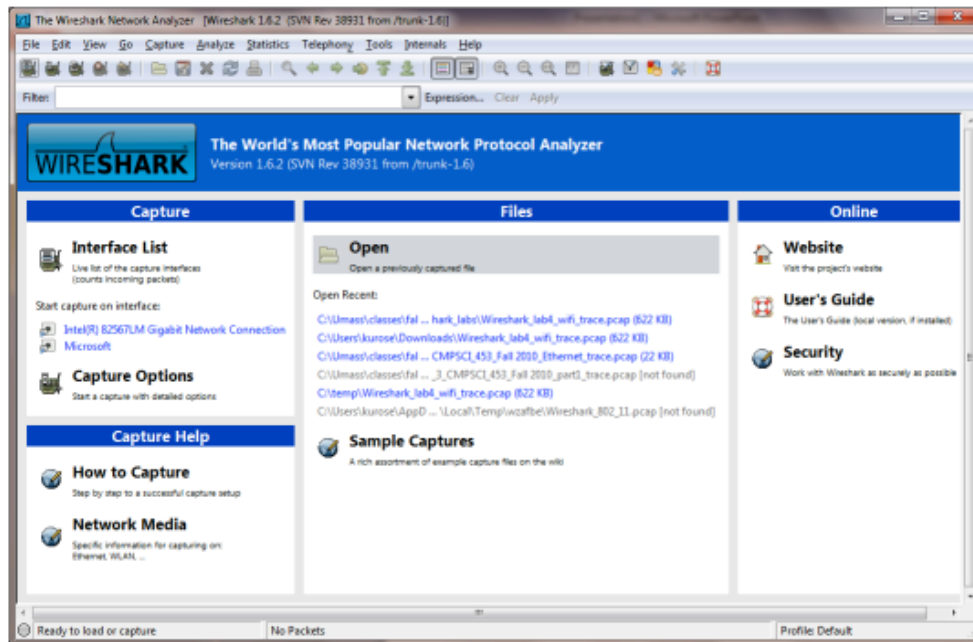 The Wireshark Network Analyzer [Wireshark 1.6.2 (SVN Rev 38931 from /trunk-1.6)]
File Edit View Go Capture Analyze Statistics Telephony Tools Internals Help
Filter: Expression... Clear Apply
WIRESHARK
The World's Most Popular Network Protocol Analyzer
Version 1.6.2 (SVN Rev 38931 from /trunk-1.6)
Capture
Interface List
Live list of the capture interfaces
(counts incoming packets)
Start capture on interface:
Intel(R) 82567LM Gigabit Network Connection
Microsoft
Capture Options
Start a capture with detailed options
Capture Help
How to Capture
Step by step to a successful capture setup
Network Media
Specific information for capturing on:
Ethernet, WLAN, ...
Files
Open
Open a previously captured file
Open Recent:
C:\Umass\classes\fal ... hark_labs\Wireshark_lab4_wifi_trace.pcap (622 KB)
C:\Users\kurose\Downloads\Wireshark_lab4_wifi_trace.pcap (622 KB)
C:\Umass\classes\fal ... CMPSCI_453_Fall 2010_Ethernet_trace.pcap (22 KB)
C:\Umass\classes\fal ... _3_CMPSCI_453_Fall 2010_part1_trace.pcap [not found]
C:\temp\Wireshark_lab4_wifi_trace.pcap (622 KB)
C:\Users\kurose\AppD ... \Local\Temp\wzafbe\Wireshark_802_11.pcap [not found]
Sample Captures
A rich assortment of example capture files on the wiki
Online
Website
Visit the project's website
User's Guide
The User's Guide (local version, if installed)
Security
Work with Wireshark as securely as possible
Ready to load or capture
No Packets
Profile: Default